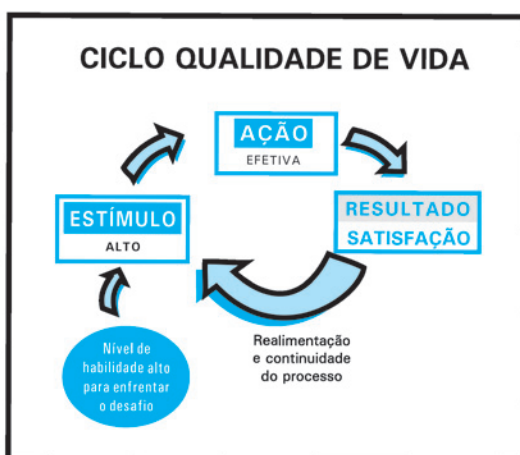 CICLO QUALIDADE DE VIDA
AÇÃO
EFETIVA
ESTÍMULO
ALTO
RESULTADO
SATISFAÇÃO
Nível de
habilidade alto
para enfrentar
o desafio
Realimentação
e continuidade
do processo